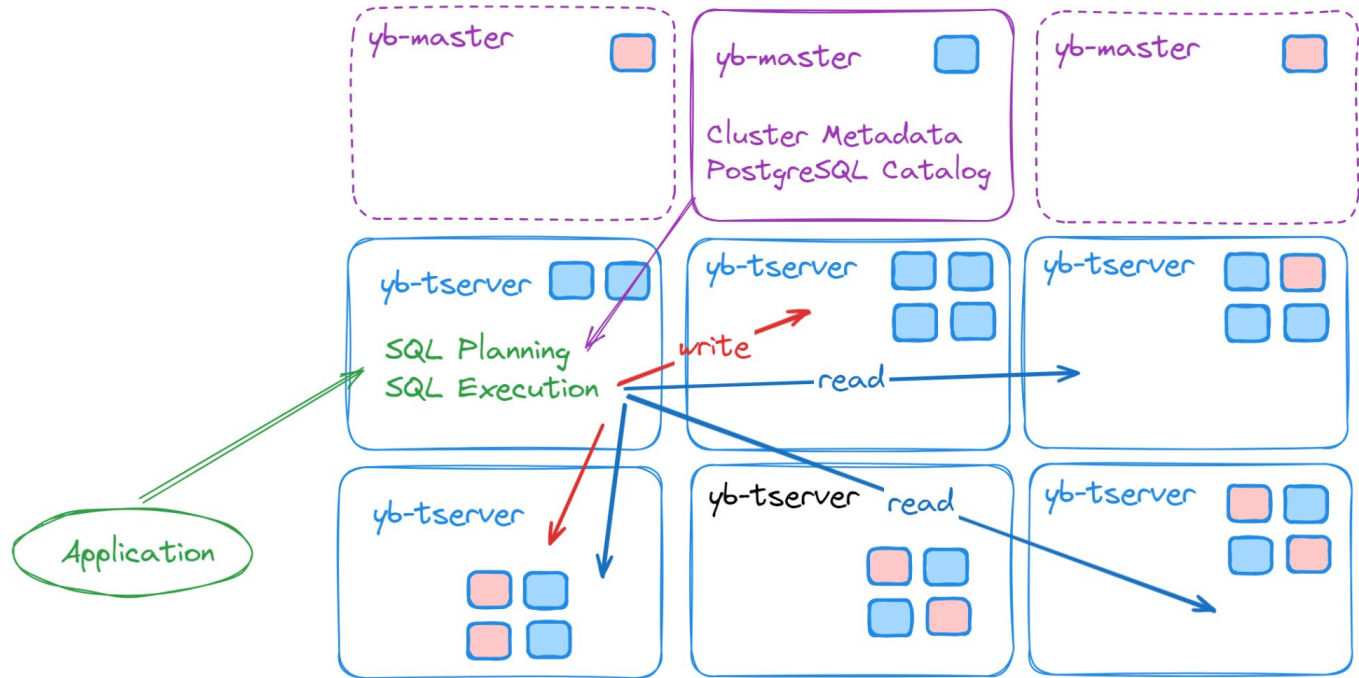 yb-master
yb-master
yb-master
Cluster Metadata
PostgreSQL Catalog
yb-tserver
yb-tserver
yb-tserver
SQL Planning
SQL Execution
write
read
Application
yb-tserver
yb-tserver
read
yb-tserver